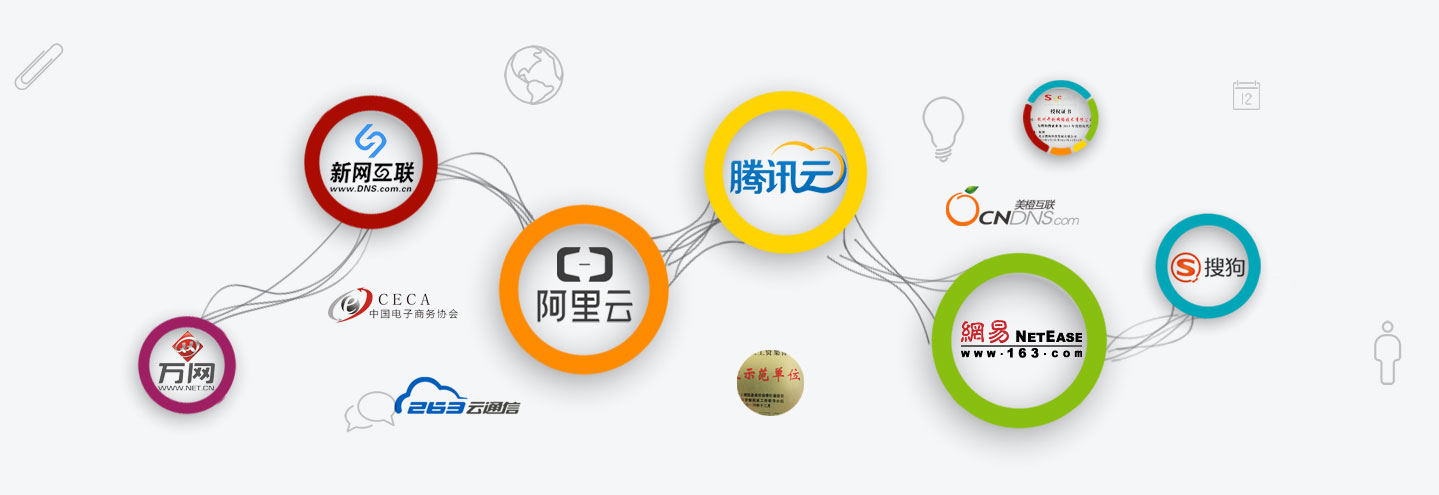 新网互联
www.DNS.com.cn
腾讯云
授权证书
美橙互联
CNDNS.com
阿里云
搜狗
CECA
中国电子商务协会
網易 NETEASE
www.163.com
万网
WWW.NET.CN
263云通信
示范单位
12